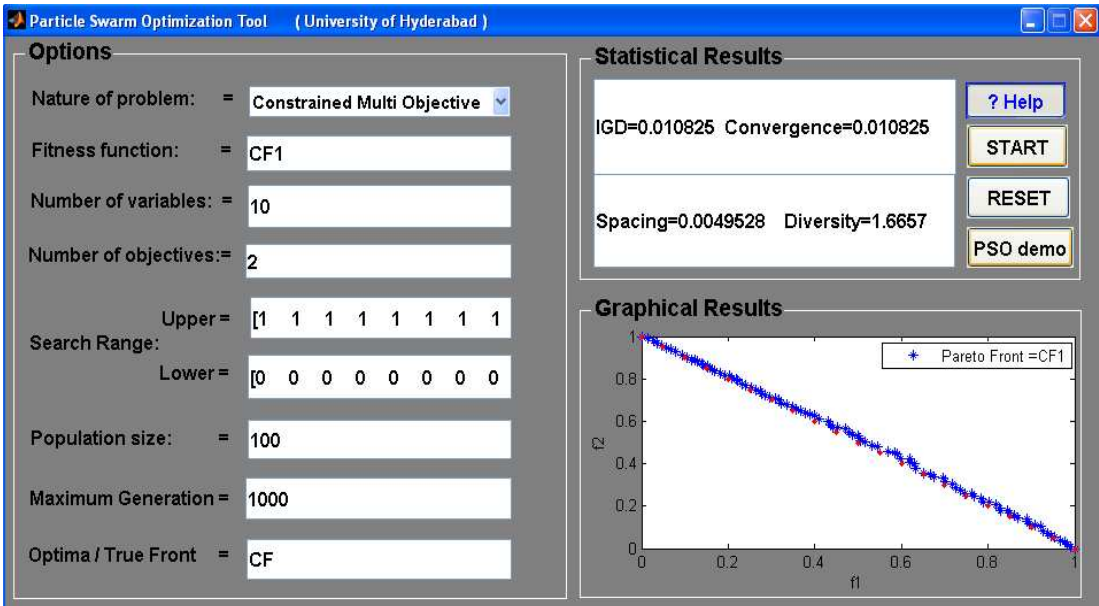 Particle Swarm Optimization Tool ( University of Hyderabad )
Options
Nature of problem: = Constrained Multi Objective
Fitness function: = CF1
Number of variables: = 10
Number of objectives:= 2
Search Range:
Upper = [1 1 1 1 1 1 1 1
Lower = [0 0 0 0 0 0 0 0
Population size: = 100
Maximum Generation = 1000
Optima / True Front = CF
Statistical Results
IGD=0.010825 Convergence=0.010825
Spacing=0.0049528 Diversity=1.6657
? Help
START
RESET
PSO demo
Graphical Results
Pareto Front =CF1
1
0.8
0.6
0.4
0.2
0
f2
0 0.2 0.4 0.6 0.8 1
f1